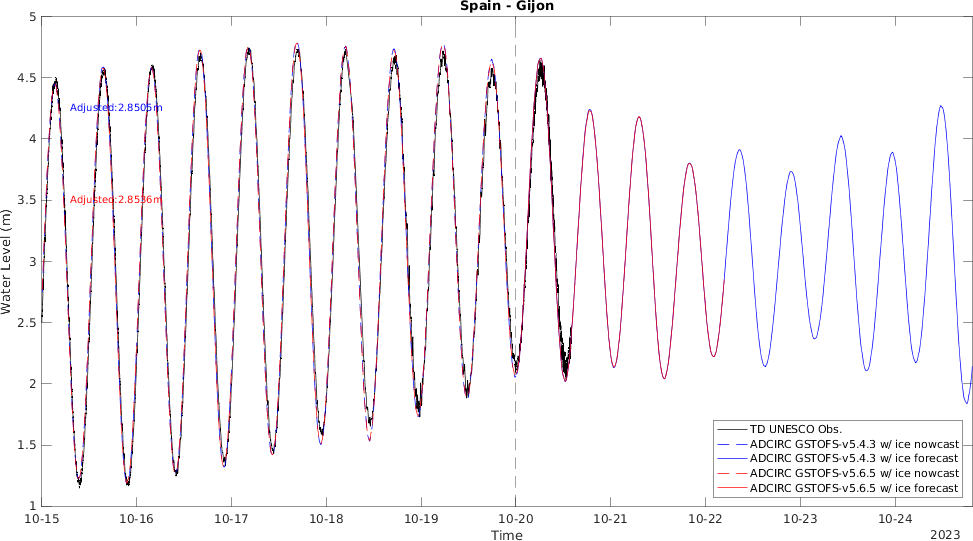 Spain - Gijon
5
4.5
4
3.5
3
2.5
2
1.5
1
Water Level (m)
Adjusted:2.8505m
Adjusted:2.8536m
TD UNESCO Obs.
ADCIRC GSTOFS-v5.4.3 w/ ice nowcast
ADCIRC GSTOFS-v5.4.3 w/ ice forecast
ADCIRC GSTOFS-v5.6.5 w/ ice nowcast
ADCIRC GSTOFS-v5.6.5 w/ ice forecast
10-15 10-16 10-17 10-18 10-19 10-20 10-21 10-22 10-23 10-24
Time
2023